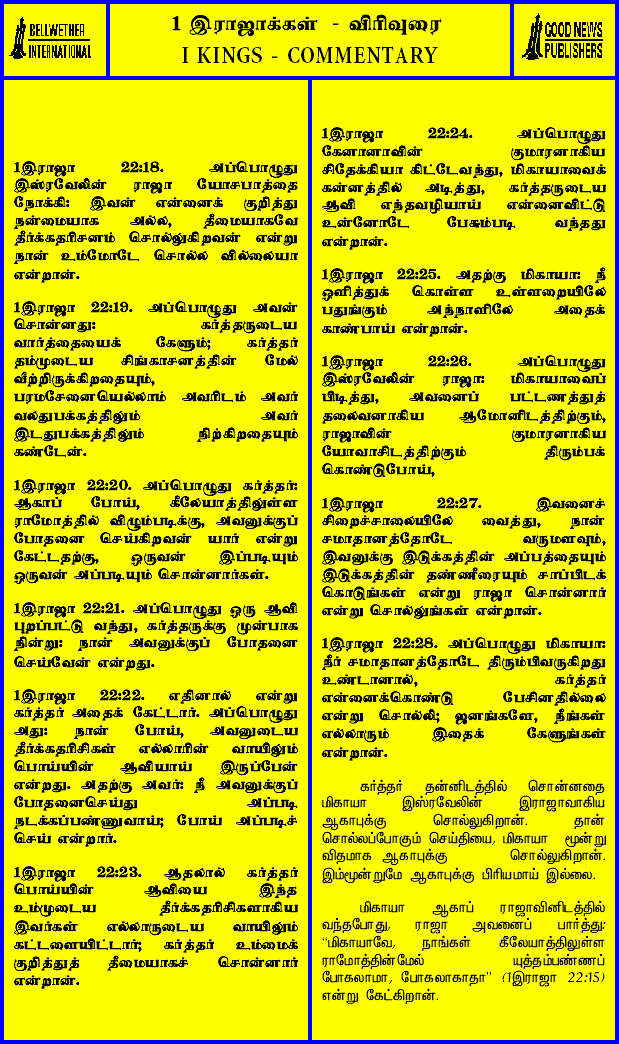 BELLWETHER
INTERNATIONAL
1 இராஜாக்கள் - விரிவுரை
I KINGS - COMMENTARY
GOOD NEWS
PUBLISHERS
1இராஜா 22:18. அப்பொழுது
இஸ்ரவேலின் ராஜா யோசபாத்தை
நோக்கி: இவன் என்னைக் குறித்து
நன்மையாக அல்ல, தீமையாகவே
தீர்க்கதரிசனம் சொல்லுகிறவன் என்று
நான் உம்மோடே சொல்ல வில்லையா
என்றான்.
1இராஜா 22:19. அப்பொழுது அவன்
சொன்னது: கர்த்தருடைய
வார்த்தையைக் கேளும்; கர்த்தர்
தம்முடைய சிங்காசனத்தின் மேல்
வீற்றிருக்கிறதையும்,
பரமசேனையெல்லாம் அவரிடம் அவர்
வலதுபக்கத்திலும் அவர்
இடதுபக்கத்திலும் நிற்கிறதையும்
கண்டேன்.
1இராஜா 22:20. அப்பொழுது கர்த்தர்:
ஆகாப் போய், கீலேயாத்திலுள்ள
ராமோத்தில் விழும்படிக்கு, அவனுக்குப்
போதனை செய்கிறவன் யார் என்று
கேட்டதற்கு, ஒருவன் இப்படியும்
ஒருவன் அப்படியும் சொன்னார்கள்.
1இராஜா 22:21. அப்பொழுது ஒரு ஆவி
புறப்பட்டு வந்து, கர்த்தருக்கு முன்பாக
நின்று: நான் அவனுக்குப் போதனை
செய்வேன் என்றது.
1இராஜா 22:22. எதினால் என்று
கர்த்தர் அதைக் கேட்டார். அப்பொழுது
அது: நான் போய், அவனுடைய
தீர்க்கதரிசிகள் எல்லாரின் வாயிலும்
பொய்யின் ஆவியாய் இருப்பேன்
என்றது. அதற்கு அவர்: நீ அவனுக்குப்
போதனைசெய்து அப்படி
நடக்கப்பண்ணுவாய்; போய் அப்படிச்
செய் என்றார்.
1இராஜா 22:23. ஆதலால் கர்த்தர்
பொய்யின் ஆவியை இந்த
உம்முடைய தீர்க்கதரிசிகளாகிய
இவர்கள் எல்லாருடைய வாயிலும்
கட்டளையிட்டார்; கர்த்தர் உம்மைக்
குறித்துத் தீமையாகச் சொன்னார்
என்றான்.
1இராஜா 22:24. அப்பொழுது
கேனானாவின் குமாரனாகிய
சிதேக்கியா கிட்டேவந்து, மிகாயாவைக்
கன்னத்தில் அடித்து, கர்த்தருடைய
ஆவி எந்தவழியாய் என்னைவிட்டு
உன்னோடே பேசும்படி வந்தது
என்றான்.
1இராஜா 22:25. அதற்கு மிகாயா: நீ
ஒளித்துக் கொள்ள உள்ளறையிலே
பதுங்கும் அந்நாளிலே அதைக்
காண்பாய் என்றான்.
1இராஜா 22:26. அப்பொழுது
இஸ்ரவேலின் ராஜா: மிகாயாவைப்
பிடித்து, அவனைப் பட்டணத்துத்
தலைவனாகிய ஆமோனிடத்திற்கும்,
ராஜாவின் குமாரனாகிய
யோவாசிடத்திற்கும் திரும்பக்
கொண்டுபோய்,
1இராஜா 22:27. இவனைச்
சிறைச்சாலையிலே வைத்து, நான்
சமாதானத்தோடே வருமளவும்,
இவனுக்கு இடுக்கத்தின் அப்பத்தையும்
இடுக்கத்தின் தண்ணீரையும் சாப்பிடக்
கொடுங்கள் என்று ராஜா சொன்னார்
என்று சொல்லுங்கள் என்றான்.
1இராஜா 22:28. அப்பொழுது மிகாயா:
நீர் சமாதானத்தோடே திரும்பிவருகிறது
உண்டானால், கர்த்தர்
என்னைக்கொண்டு பேசினதில்லை
என்று சொல்லி; ஜனங்களே, நீங்கள்
எல்லாரும் இதைக் கேளுங்கள்
என்றான்.
கர்த்தர் தன்னிடத்தில் சொன்னதை
மிகாயா இஸ்ரவேலின் இராஜாவாகிய
ஆகாபுக்கு சொல்லுகிறான். தான்
சொல்லப்போகும் செய்தியை, மிகாயா மூன்று
விதமாக ஆகாபுக்கு சொல்லுகிறான்.
இம்மூன்றுமே ஆகாபுக்கு பிரியமாய் இல்லை.
மிகாயா ஆகாப் ராஜாவினிடத்தில்
வந்தபோது, ராஜா அவனைப் பார்த்து:
"மிகாயாவே, நாங்கள் கீலேயாத்திலுள்ள
ராமோத்தின்மேல் யுத்தம்பண்ணப்
போகலாமா, போகலாகாதா" (1இராஜா 22:15)
என்று கேட்கிறான்.